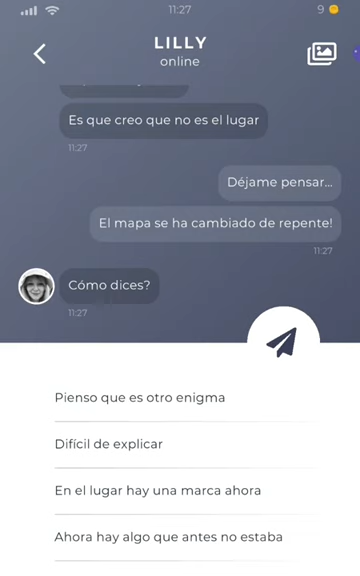 11:27
9
LILLY
online
Es que creo que no es el lugar
11:27
Déjame pensar...
El mapa se ha cambiado de repente!
11:27
Cómo dices?
11:27
Pienso que es otro enigma
Difícil de explicar
En el lugar hay una marca ahora
Ahora hay algo que antes no estaba